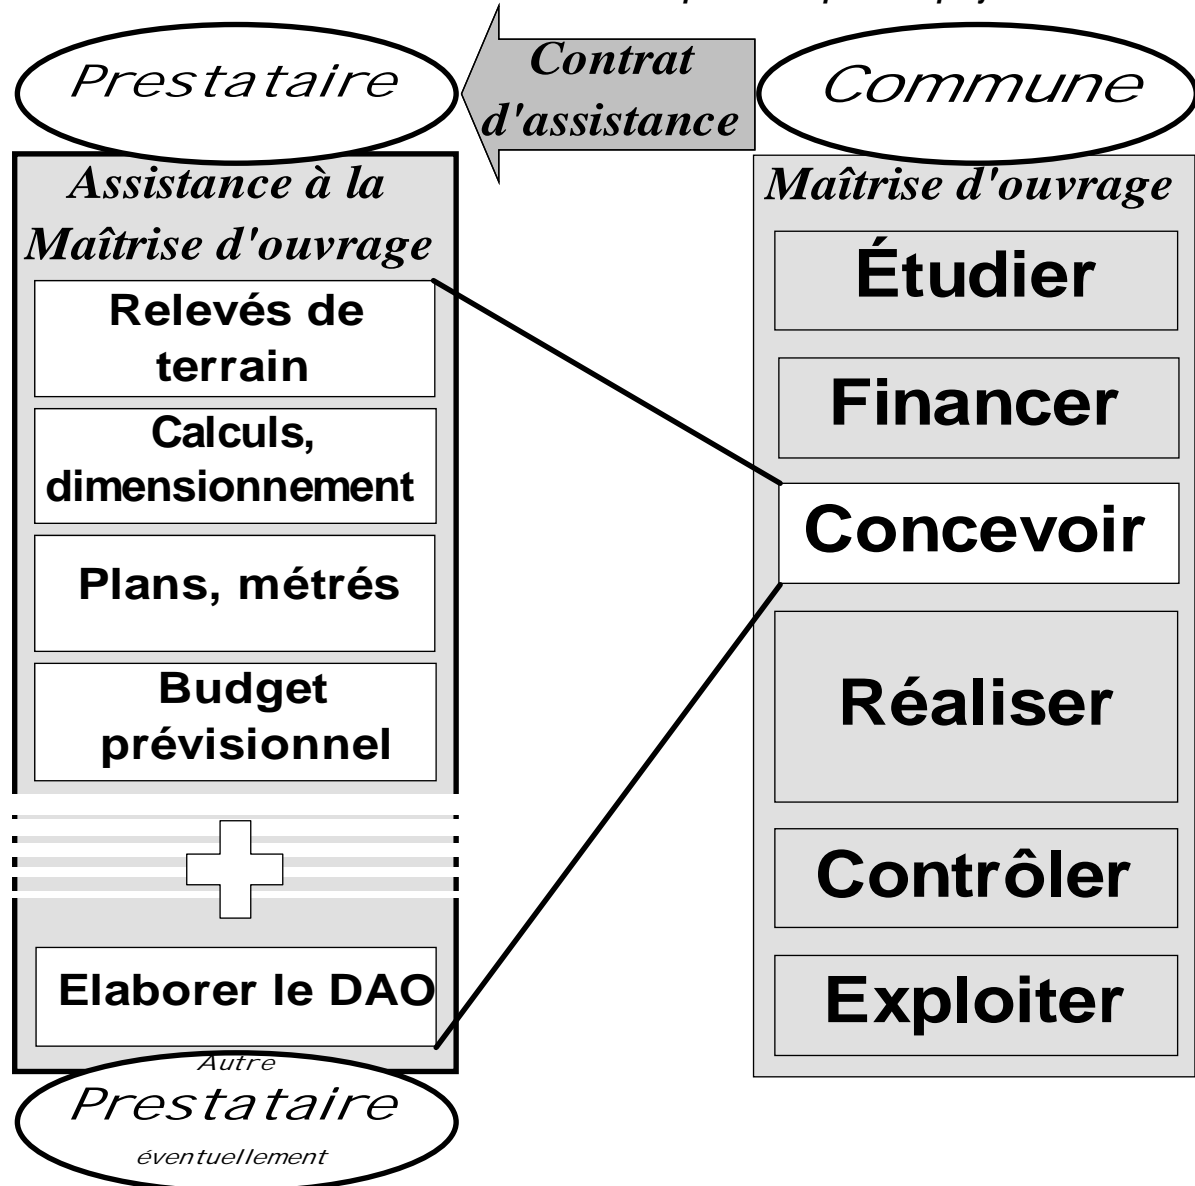 Prestataire
Contrat
d'assistance
Commune
Assistance à la
Maîtrise d'ouvrage
Relevés de
terrain
Calculs,
dimensionnement
Plans, métrés
Budget
prévisionnel
Elaborer le DAO
Autre
Prestataire
éventuellement
Maîtrise d'ouvrage
Étudier
Financer
Concevoir
Réaliser
Contrôler
Exploiter